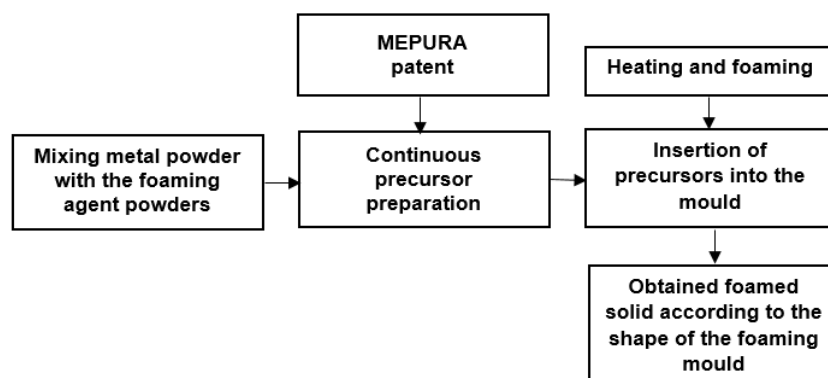 MEPURA
patent
Heating and foaming
Mixing metal powder
with the foaming
agent powders
Continuous
precursor
preparation
Insertion of
precursors into the
mould
Obtained foamed
solid according to the
shape of the foaming
mould